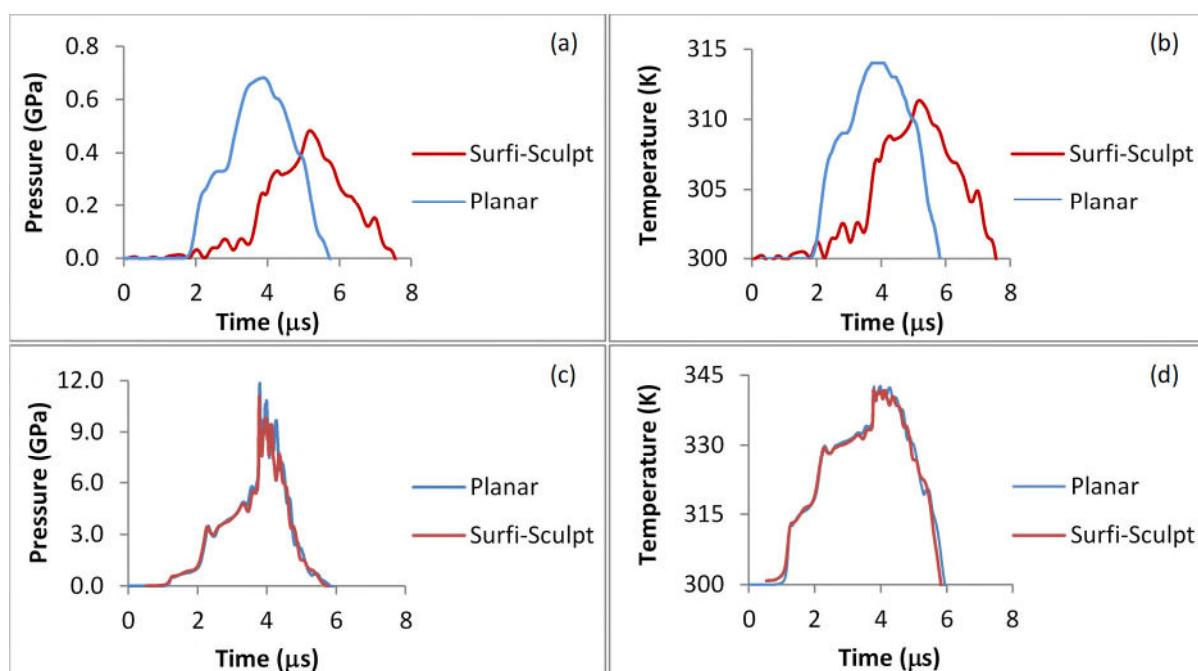 (a)
Pressure (GPa)
0.8
0.6
0.4
0.2
0.0
0 2 4 6 8
Time (µs)
Surfi-Sculpt
Planar
(b)
Temperature (K)
315
310
305
300
0 2 4 6 8
Time (µs)
Surfi-Sculpt
Planar
(c)
Pressure (GPa)
12.0
9.0
6.0
3.0
0.0
0 2 4 6 8
Time (µs)
Planar
Surfi-Sculpt
(d)
Temperature (K)
345
330
315
300
0 2 4 6 8
Time (µs)
Planar
Surfi-Sculpt